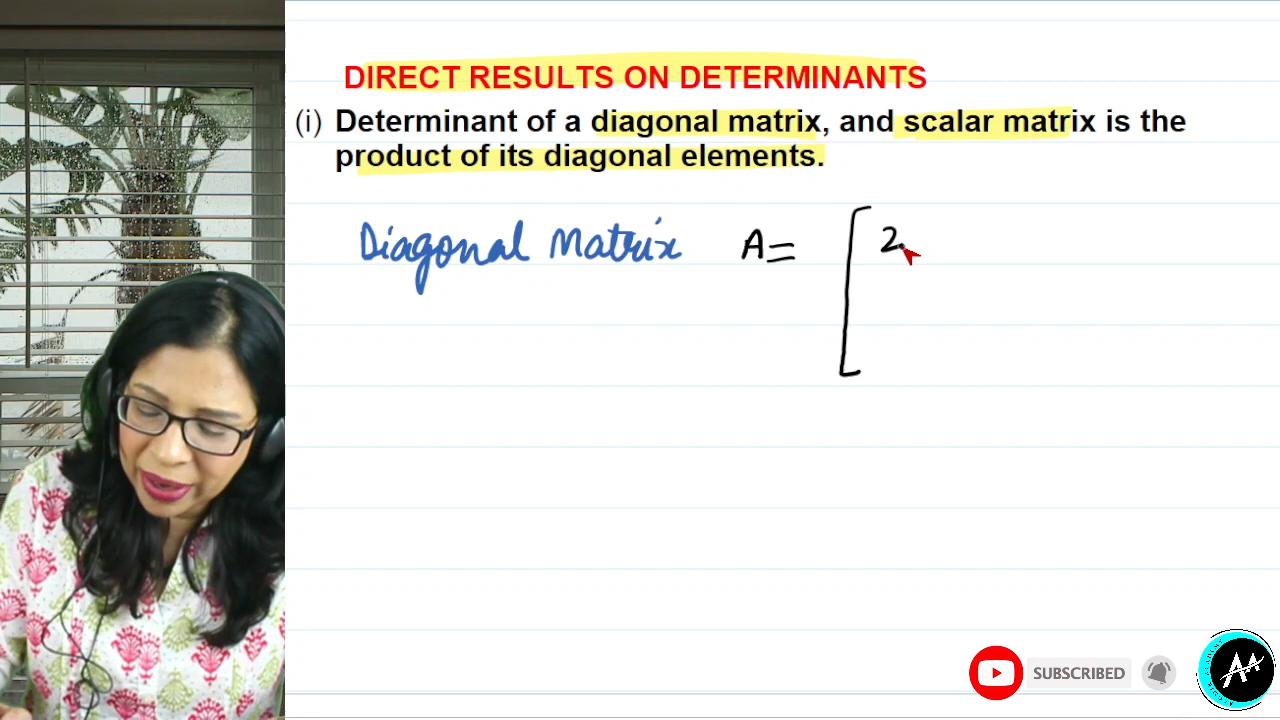 DIRECT RESULTS ON DETERMINANTS
(i) Determinant of a diagonal matrix, and scalar matrix is the
product of its diagonal elements.
Diagonal Matrix A = [ 2
SUBSCRIBED
A+